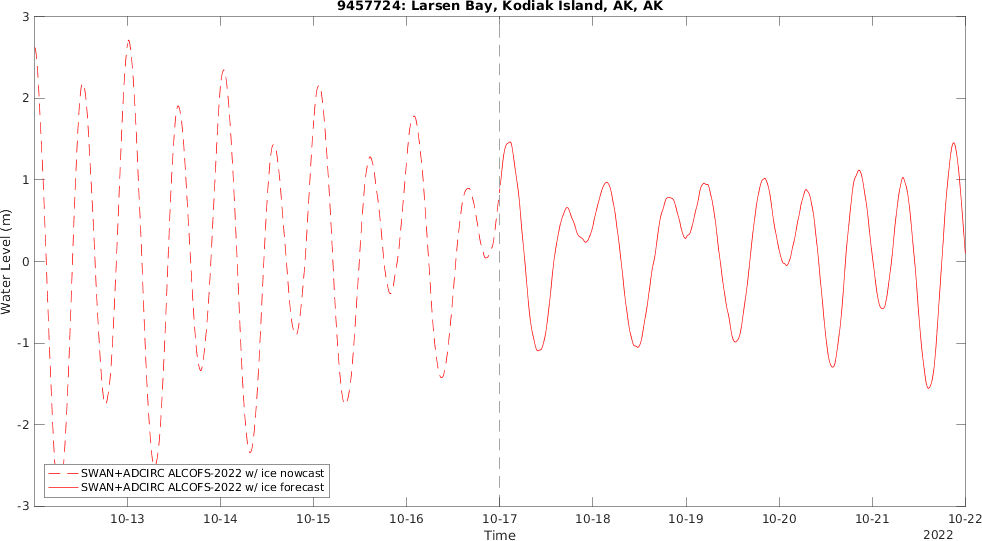 9457724: Larsen Bay, Kodiak Island, AK, AK
Water Level (m)
3
2
1
0
-1
-2
-3
SWAN+ADCIRC ALCOFS-2022 w/ ice nowcast
SWAN+ADCIRC ALCOFS-2022 w/ ice forecast
10-13 10-14 10-15 10-16 10-17 10-18 10-19 10-20 10-21 10-22
Time
2022